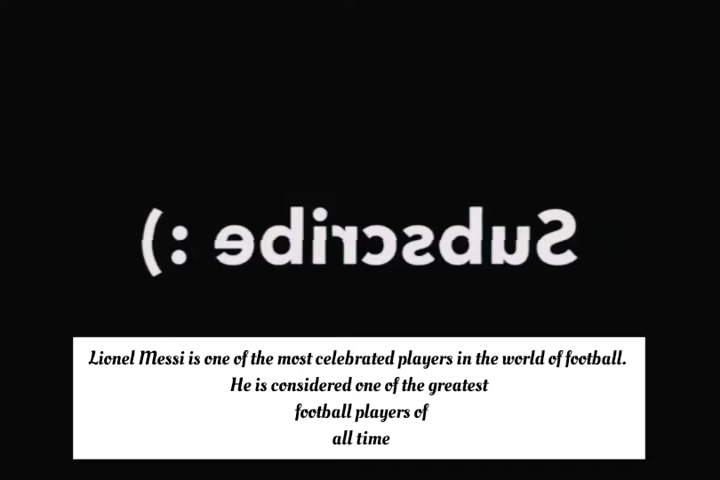 Subscribe :)
Lionel Messi is one of the most celebrated players in the world of football.
He is considered one of the greatest
football players of
all time